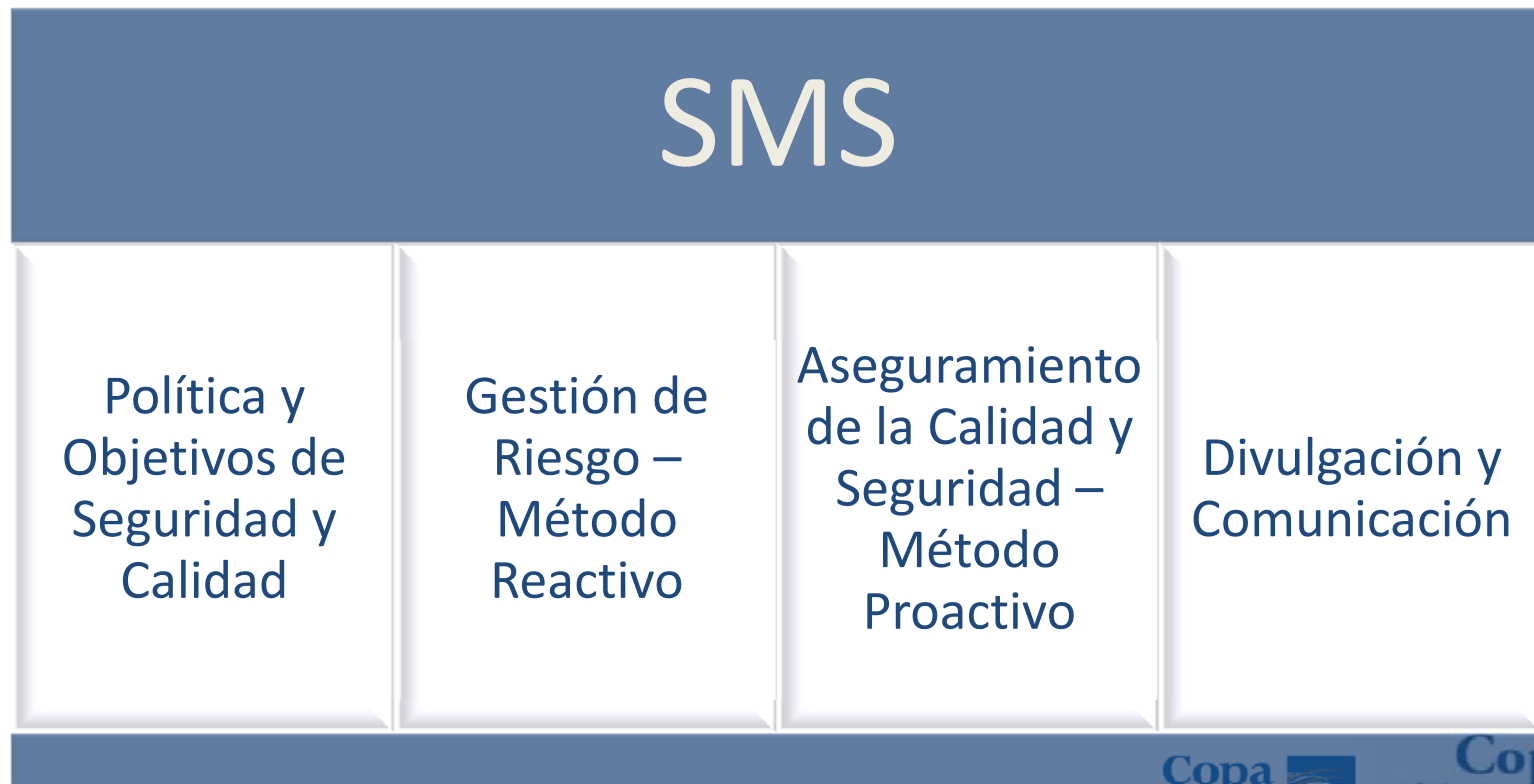 SMS
Política y
Objetivos de
Seguridad y
Calidad
Gestión de
Riesgo –
Método
Reactivo
Aseguramiento
de la Calidad y
Seguridad –
Método
Proactivo
Divulgación y
Comunicación
Copa